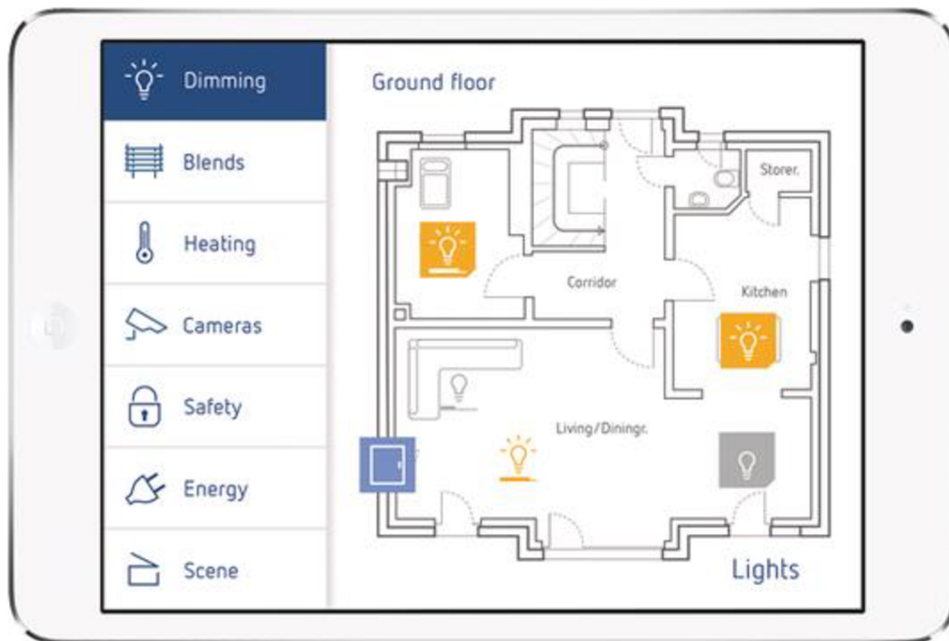 Dimming
Blends
Heating
Cameras
Safety
Energy
Scene
Ground floor
Storer.
Corridor
Kitchen
Living/Diningr.
Lights